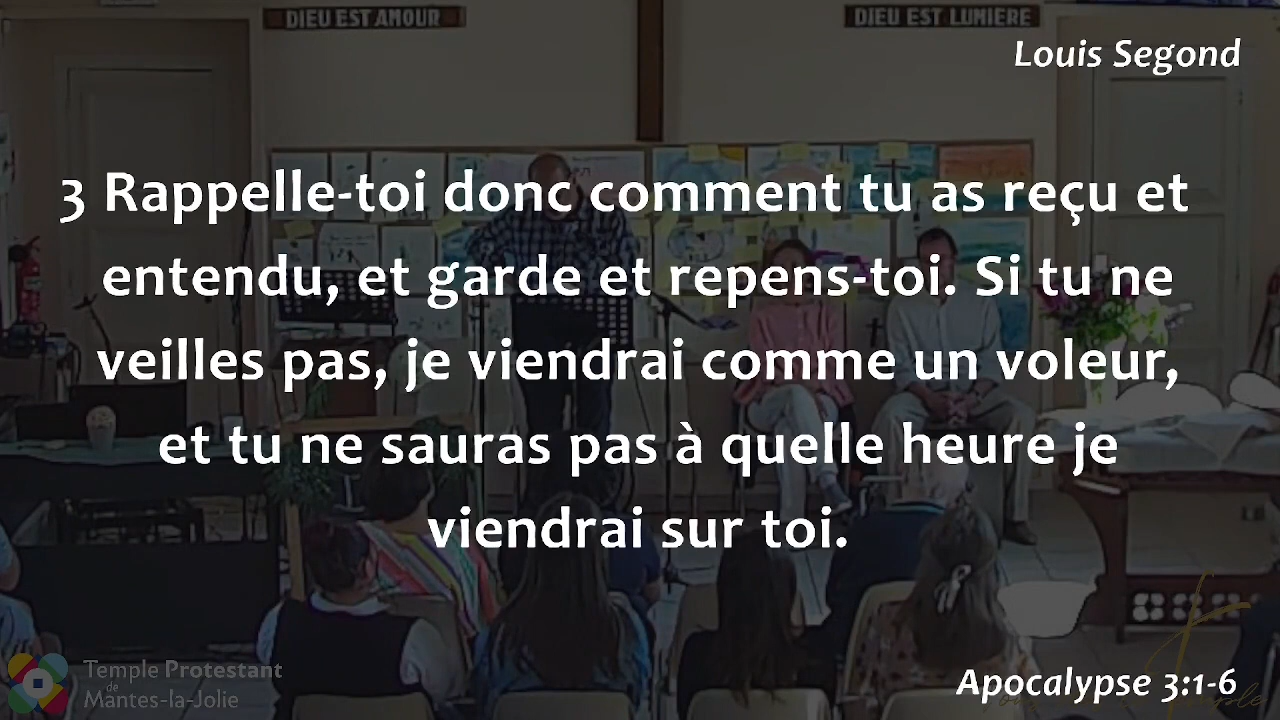 DIEU EST AMOUR
DIEU EST LUMIERE
Louis Segond
3 Rappelle-toi donc comment tu as reçu et
entendu, et garde et repens-toi. Si tu ne
veilles pas, je viendrai comme un voleur,
et tu ne sauras pas à quelle heure je
viendrai sur toi.
Temple Protestant
de
Mantes-la-Jolie
Apocalypse 3:1-6